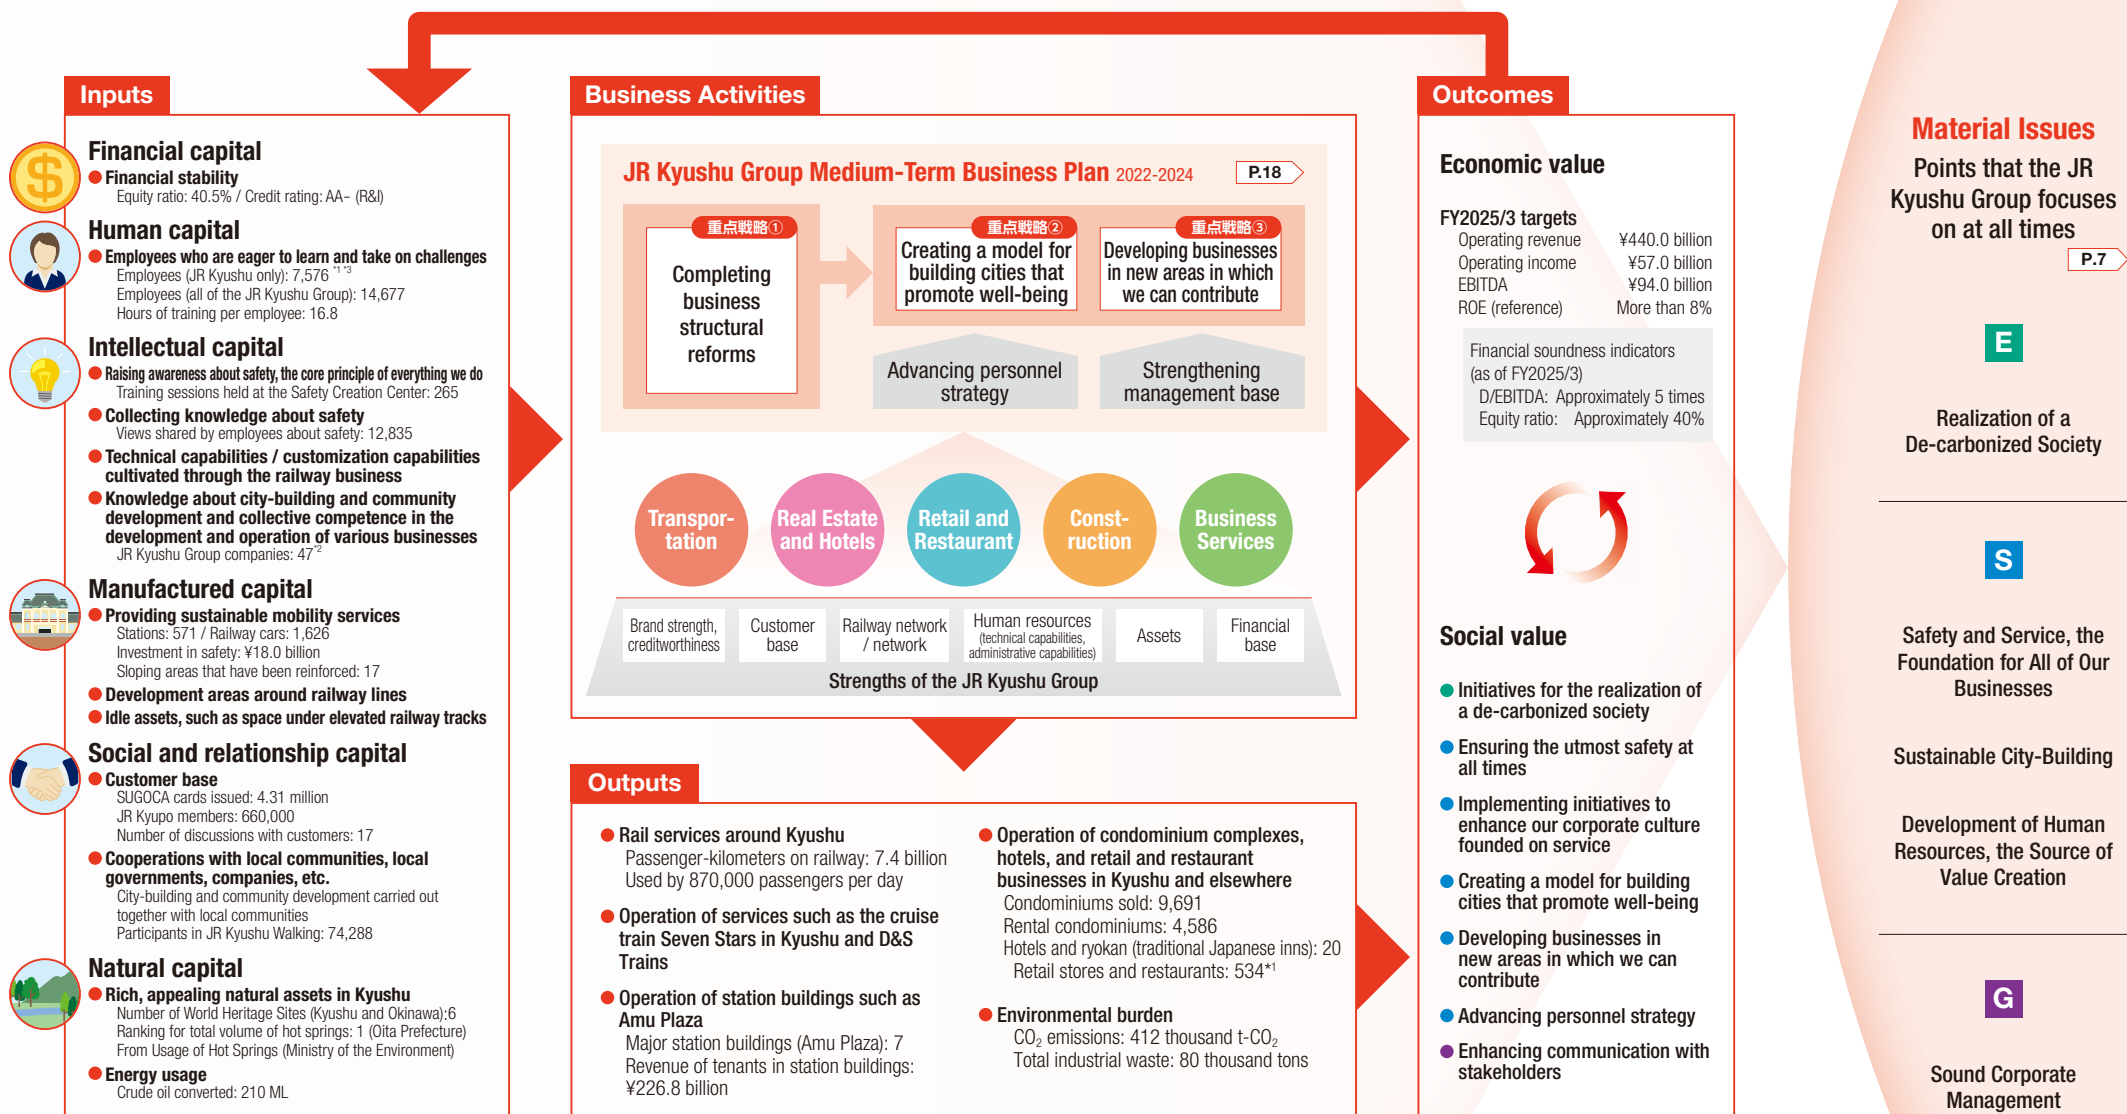 Inputs
Financial capital
● Financial stability
Equity ratio: 40.5% / Credit rating: AA- (R&I)
Human capital
● Employees who are eager to learn and take on challenges
Employees (JR Kyushu only): 7,576 *1 *3
Employees (all of the JR Kyushu Group): 14,677
Hours of training per employee: 16.8
Intellectual capital
● Raising awareness about safety, the core principle of everything we do
Training sessions held at the Safety Creation Center: 265
● Collecting knowledge about safety
Views shared by employees about safety: 12,835
● Technical capabilities / customization capabilities
cultivated through the railway business
● Knowledge about city-building and community
development and collective competence in the
development and operation of various businesses
JR Kyushu Group companies: 47*2
Manufactured capital
● Providing sustainable mobility services
Stations: 571 / Railway cars: 1,626
Investment in safety: ¥18.0 billion
Sloping areas that have been reinforced: 17
● Development areas around railway lines
● Idle assets, such as space under elevated railway tracks
Social and relationship capital
● Customer base
SUGOCA cards issued: 4.31 million
JR Kyupo members: 660,000
Number of discussions with customers: 17
● Cooperations with local communities, local
governments, companies, etc.
City-building and community development carried out
together with local communities
Participants in JR Kyushu Walking: 74,288
Natural capital
● Rich, appealing natural assets in Kyushu
Number of World Heritage Sites (Kyushu and Okinawa):6
Ranking for total volume of hot springs: 1 (Oita Prefecture)
From Usage of Hot Springs (Ministry of the Environment)
● Energy usage
Crude oil converted: 210 ML
Business Activities
JR Kyushu Group Medium-Term Business Plan 2022-2024
P.18
重点戦略①
Completing
business
structural
reforms
重点戦略②
Creating a model for
building cities that
promote well-being
重点戦略③
Developing businesses
in new areas in which
we can contribute
Advancing personnel
strategy
Strengthening
management base
Transpor-
tation
Real Estate
and Hotels
Retail and
Restaurant
Const-
ruction
Business
Services
Brand strength,
creditworthiness
Customer
base
Railway network
/ network
Human resources
(technical capabilities,
administrative capabilities)
Assets
Financial
base
Strengths of the JR Kyushu Group
Outputs
● Rail services around Kyushu
Passenger-kilometers on railway: 7.4 billion
Used by 870,000 passengers per day
● Operation of services such as the cruise
train Seven Stars in Kyushu and D&S
Trains
● Operation of station buildings such as
Amu Plaza
Major station buildings (Amu Plaza): 7
Revenue of tenants in station buildings:
¥226.8 billion
● Operation of condominium complexes,
hotels, and retail and restaurant
businesses in Kyushu and elsewhere
Condominiums sold: 9,691
Rental condominiums: 4,586
Hotels and ryokan (traditional Japanese inns): 20
Retail stores and restaurants: 534*1
● Environmental burden
CO2 emissions: 412 thousand t-CO2
Total industrial waste: 80 thousand tons
Outcomes
Economic value
FY2025/3 targets
Operating revenue ¥440.0 billion
Operating income ¥57.0 billion
EBITDA ¥94.0 billion
ROE (reference) More than 8%
Financial soundness indicators
(as of FY2025/3)
D/EBITDA: Approximately 5 times
Equity ratio: Approximately 40%
Social value
● Initiatives for the realization of
a de-carbonized society
● Ensuring the utmost safety at
all times
● Implementing initiatives to
enhance our corporate culture
founded on service
● Creating a model for building
cities that promote well-being
● Developing businesses in
new areas in which we can
contribute
● Advancing personnel strategy
● Enhancing communication with
stakeholders
Material Issues
Points that the JR
Kyushu Group focuses
on at all times
P.7
E
Realization of a
De-carbonized Society
S
Safety and Service, the
Foundation for All of Our
Businesses
Sustainable City-Building
Development of Human
Resources, the Source of
Value Creation
G
Sound Corporate
Management